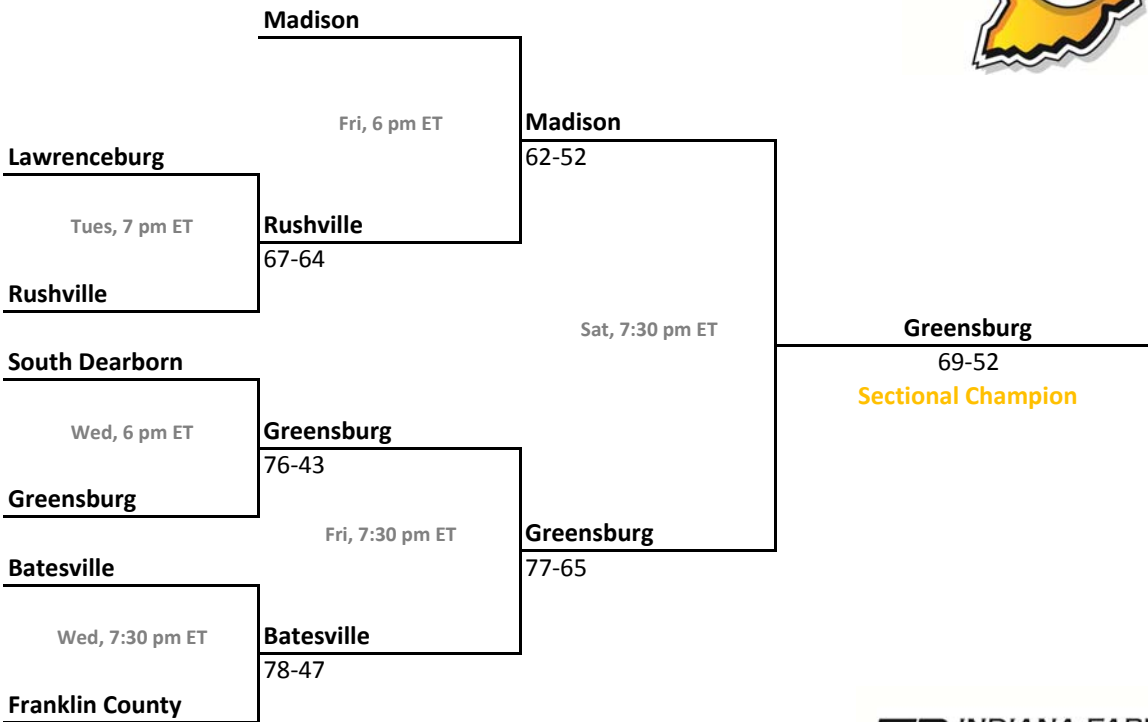 Madison
Fri, 6 pm ET
Madison
62-52
Lawrenceburg
Tues, 7 pm ET
Rushville
67-64
Rushville
Sat, 7:30 pm ET
Greensburg
69-52
Sectional Champion
South Dearborn
Wed, 6 pm ET
Greensburg
76-43
Greensburg
Fri, 7:30 pm ET
Greensburg
77-65
Batesville
Wed, 7:30 pm ET
Batesville
78-47
Franklin County
INDIANA